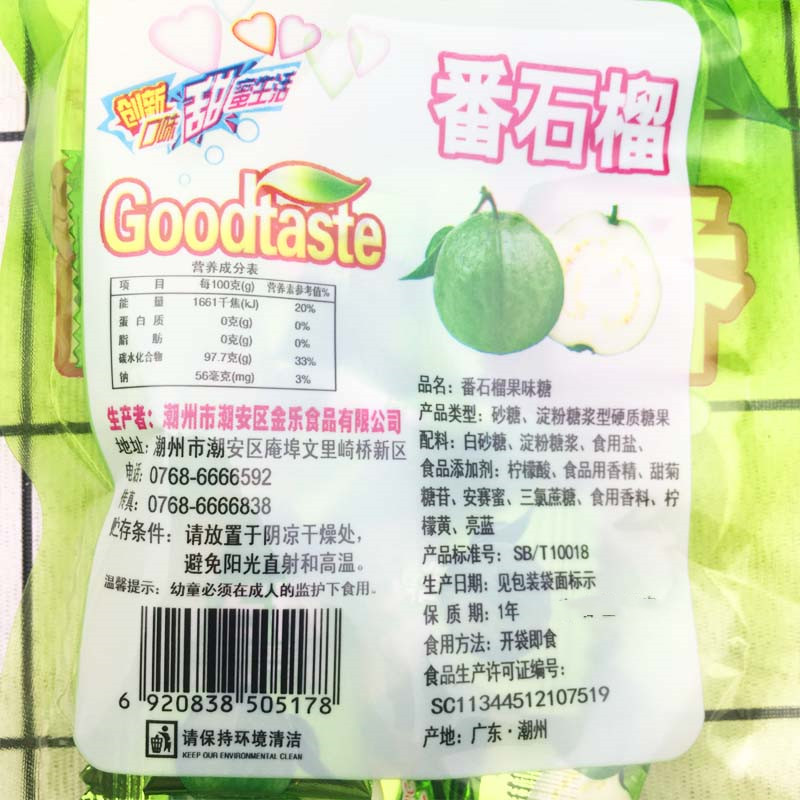 创新口味 甜蜜生活
番石榴
Goodtaste
营养成分表
项 目 每100克(g) 营养素参考值%
能 量 1661千焦(kJ) 20%
蛋白质 0克(g) 0%
脂 肪 0克(g) 0%
碳水化合物 97.7克(g) 33%
钠 56毫克(mg) 3%
生产者：潮州市潮安区金乐食品有限公司
地址：潮州市潮安区庵埠文里崎桥新区
电话：0768-6666592
传真：0768-6666838
贮存条件：请放置于阴凉干燥处，
避免阳光直射和高温。
温馨提示：幼童必须在成人的监护下食用。
6 920838 505178
请保持环境清洁
KEEP OUR ENVIRONMENTAL CLEAN
品名：番石榴果味糖
产品类型：砂糖、淀粉糖浆型硬质糖果
配料：白砂糖、淀粉糖浆、食用盐、
食品添加剂：柠檬酸、食品用香精、甜菊
糖苷、安赛蜜、三氯蔗糖、食用香料、柠
檬黄、亮蓝
产品标准号：SB/T10018
生产日期：见包装袋面标示
保 质 期：1年
食用方法：开袋即食
食品生产许可证编号：
SC11344512107519
产地：广东·潮州